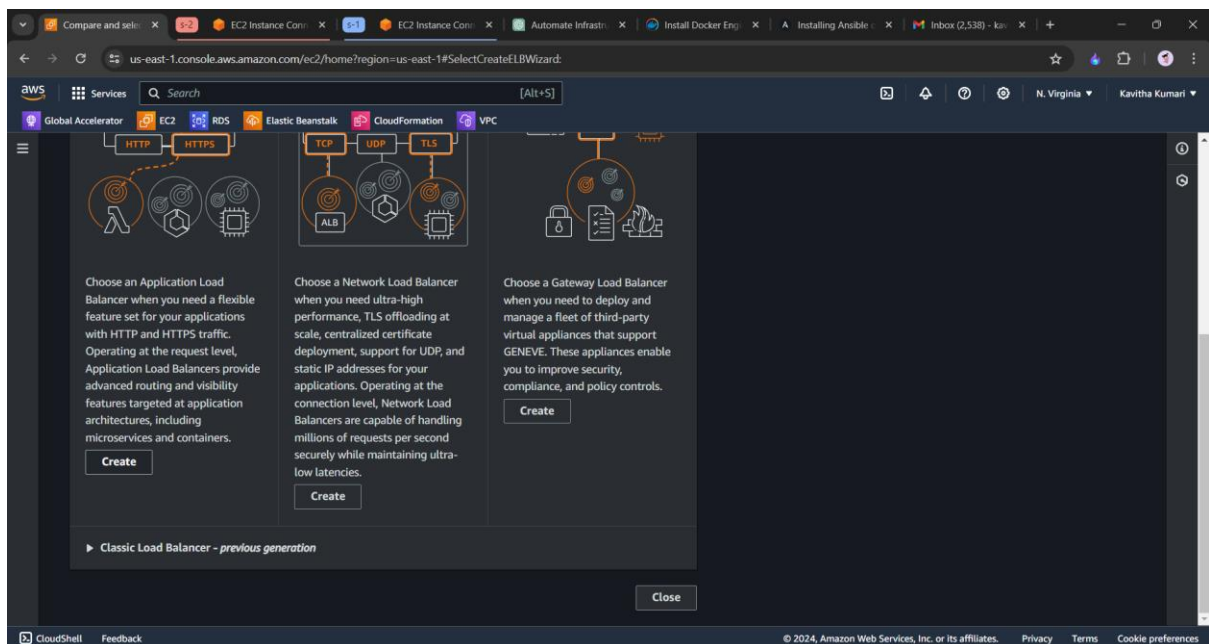 Compare and sele
s-2
EC2 Instance Conn
s-1
EC2 Instance Conn
Automate Infrastru
Install Docker Eng
Installing Ansible
Inbox (2,538) - kav
us-east-1.console.aws.amazon.com/ec2/home?region=us-east-1#SelectCreateELBWizard:
aws
Services
Search
[Alt+S]
N. Virginia
Kavitha Kumari
Global Accelerator
EC2
RDS
Elastic Beanstalk
CloudFormation
VPC
HTTP
HTTPS
TCP
UDP
TLS
ALB
Choose an Application Load
Balancer when you need a flexible
feature set for your applications
with HTTP and HTTPS traffic.
Operating at the request level,
Application Load Balancers provide
advanced routing and visibility
features targeted at application
architectures, including
microservices and containers.
Create
Choose a Network Load Balancer
when you need ultra-high
performance, TLS offloading at
scale, centralized certificate
deployment, support for UDP, and
static IP addresses for your
applications. Operating at the
connection level, Network Load
Balancers are capable of handling
millions of requests per second
securely while maintaining ultra-
low latencies.
Create
Choose a Gateway Load Balancer
when you need to deploy and
manage a fleet of third-party
virtual appliances that support
GENEVE. These appliances enable
you to improve security,
compliance, and policy controls.
Create
Classic Load Balancer - previous generation
Close
CloudShell
Feedback
© 2024, Amazon Web Services, Inc. or its affiliates.
Privacy
Terms
Cookie preferences